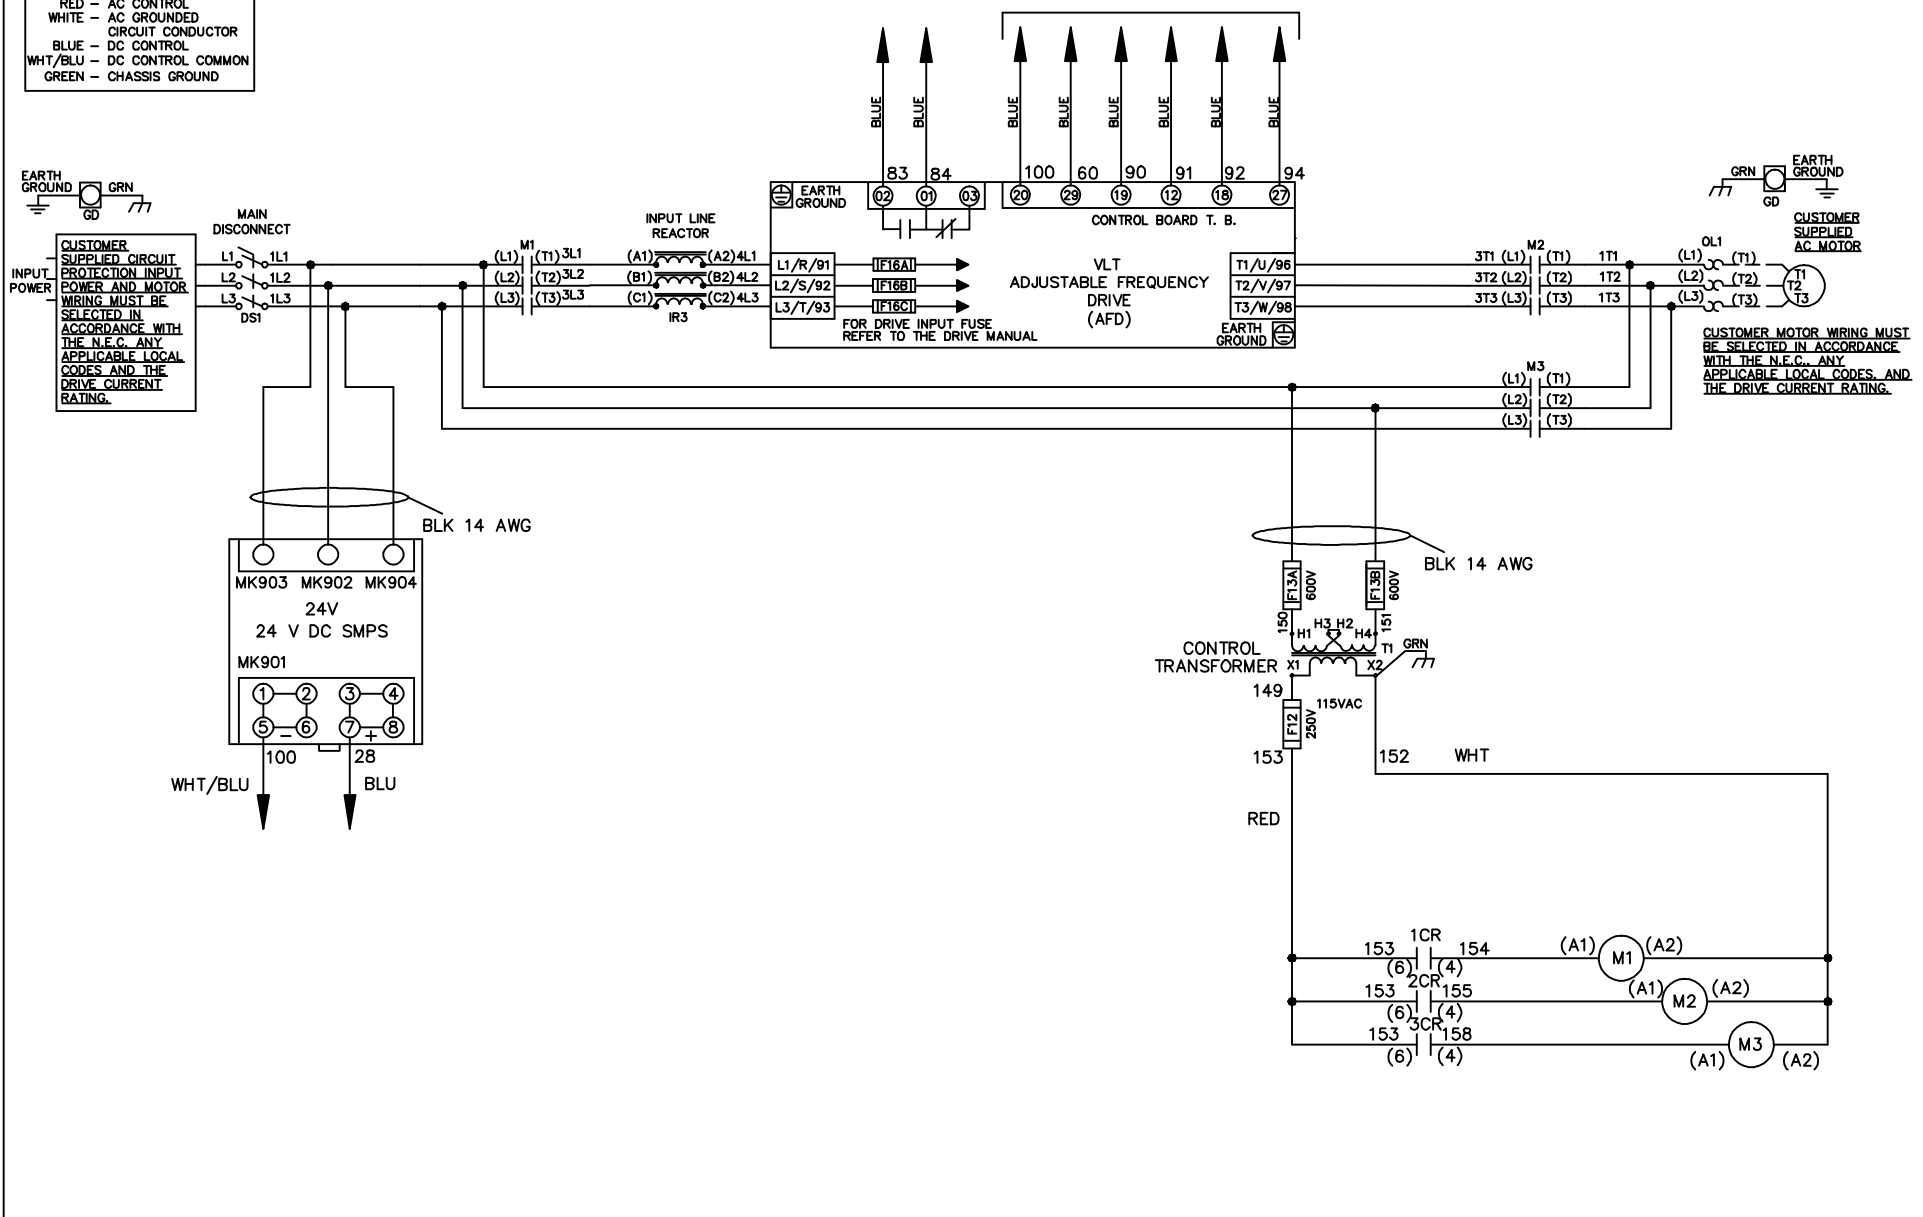 RED – AC CONTROL
WHITE – AC GROUNDED
CIRCUIT CONDUCTOR
BLUE – DC CONTROL
WHT/BLU – DC CONTROL COMMON
GREEN – CHASSIS GROUND
BLUE BLUE BLUE BLUE BLUE BLUE BLUE BLUE
83 84 100 60 90 91 92 94
02 01 03 20 29 19 12 18 27
EARTH
GROUND
CONTROL BOARD T. B.
EARTH
GROUND GRN
GD
MAIN
DISCONNECT
INPUT LINE
REACTOR
GRN EARTH
GROUND
GD
CUSTOMER
SUPPLIED
AC MOTOR
INPUT
POWER
CUSTOMER
SUPPLIED CIRCUIT
PROTECTION INPUT
POWER AND MOTOR
WIRING MUST BE
SELECTED IN
ACCORDANCE WITH
THE N.E.C. ANY
APPLICABLE LOCAL
CODES AND THE
DRIVE CURRENT
RATING.
L1 1L1
L2 1L2
L3 1L3
DS1
M1
(L1) (T1) 3L1
(L2) (T2) 3L2
(L3) (T3) 3L3
(A1) (A2) 4L1
(B1) (B2) 4L2
(C1) (C2) 4L3
IR3
L1/R/91 F16A
L2/S/92 F16B
L3/T/93 F16C
FOR DRIVE INPUT FUSE
REFER TO THE DRIVE MANUAL
VLT
ADJUSTABLE FREQUENCY
DRIVE
(AFD)
T1/U/96
T2/V/97
T3/W/98
EARTH
GROUND
M2
3T1 (L1) (T1) 1T1
3T2 (L2) (T2) 1T2
3T3 (L3) (T3) 1T3
OL1
(L1) (T1)
(L2) (T2)
(L3) (T3)
T1
T2
T3
CUSTOMER MOTOR WIRING MUST
BE SELECTED IN ACCORDANCE
WITH THE N.E.C., ANY
APPLICABLE LOCAL CODES, AND
THE DRIVE CURRENT RATING.
M3
(L1) (T1)
(L2) (T2)
(L3) (T3)
BLK 14 AWG
MK903 MK902 MK904
24V
24 V DC SMPS
MK901
1 2 3 4
5 6 7 8
– +
100 28
WHT/BLU BLU
BLK 14 AWG
F13A 600V F13B 600V
150 151
H1 H3 H2 H4
CONTROL
TRANSFORMER
T1 GRN
X1 X2
149 115VAC
F12 250V
153 152 WHT
RED
1CR
153 154 (A1) M1 (A2)
(6) (4)
2CR
153 155 (A1) M2 (A2)
(6) (4)
3CR
153 158 M3
(6) (4) (A1) (A2)